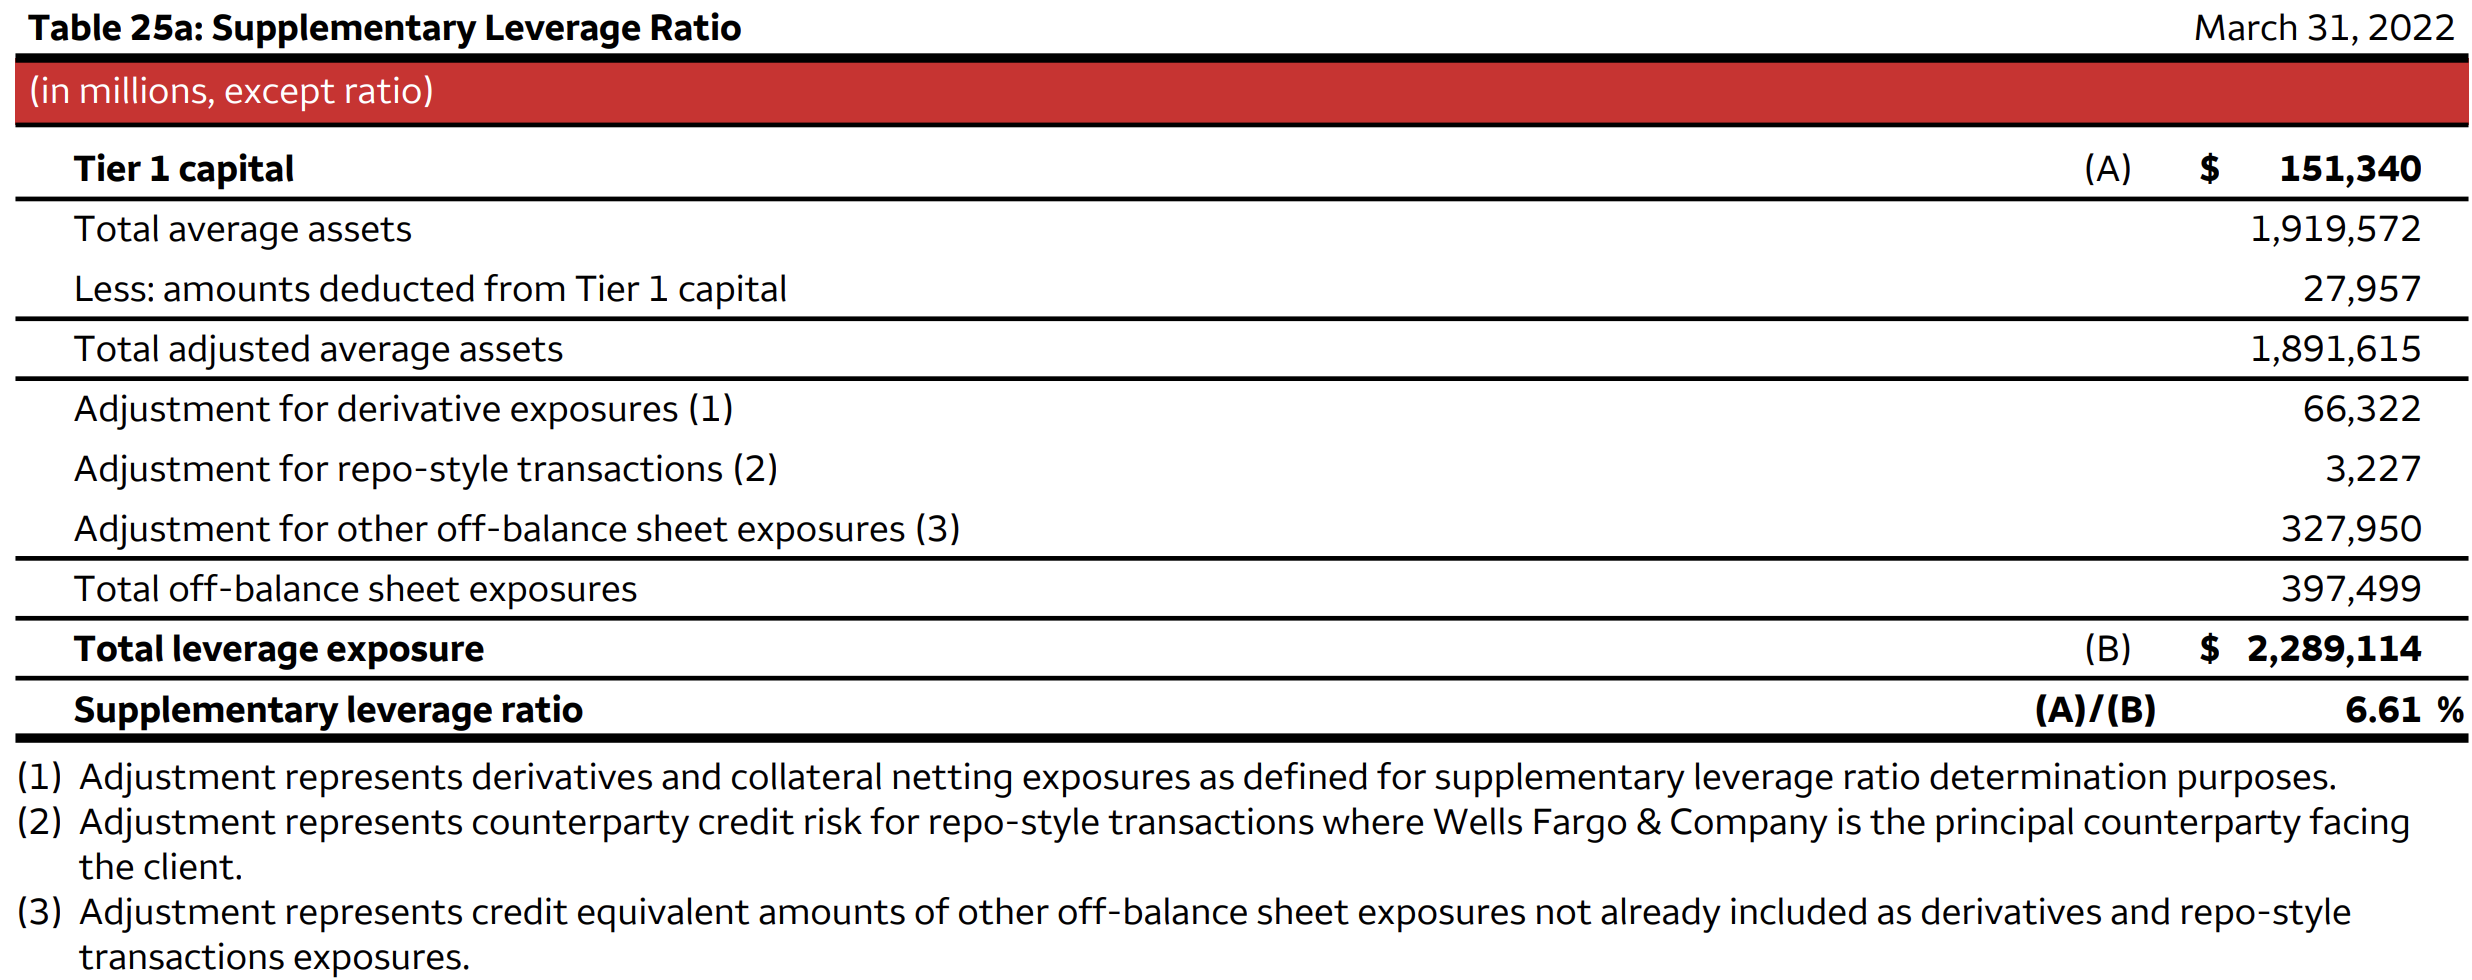 Table 25a: Supplementary Leverage Ratio March 31, 2022
(in millions, except ratio)
Tier 1 capital (A) $ 151,340
Total average assets 1,919,572
Less: amounts deducted from Tier 1 capital 27,957
Total adjusted average assets 1,891,615
Adjustment for derivative exposures (1) 66,322
Adjustment for repo-style transactions (2) 3,227
Adjustment for other off-balance sheet exposures (3) 327,950
Total off-balance sheet exposures 397,499
Total leverage exposure (B) $ 2,289,114
Supplementary leverage ratio (A)/(B) 6.61 %
(1) Adjustment represents derivatives and collateral netting exposures as defined for supplementary leverage ratio determination purposes.
(2) Adjustment represents counterparty credit risk for repo-style transactions where Wells Fargo & Company is the principal counterparty facing
the client.
(3) Adjustment represents credit equivalent amounts of other off-balance sheet exposures not already included as derivatives and repo-style
transactions exposures.